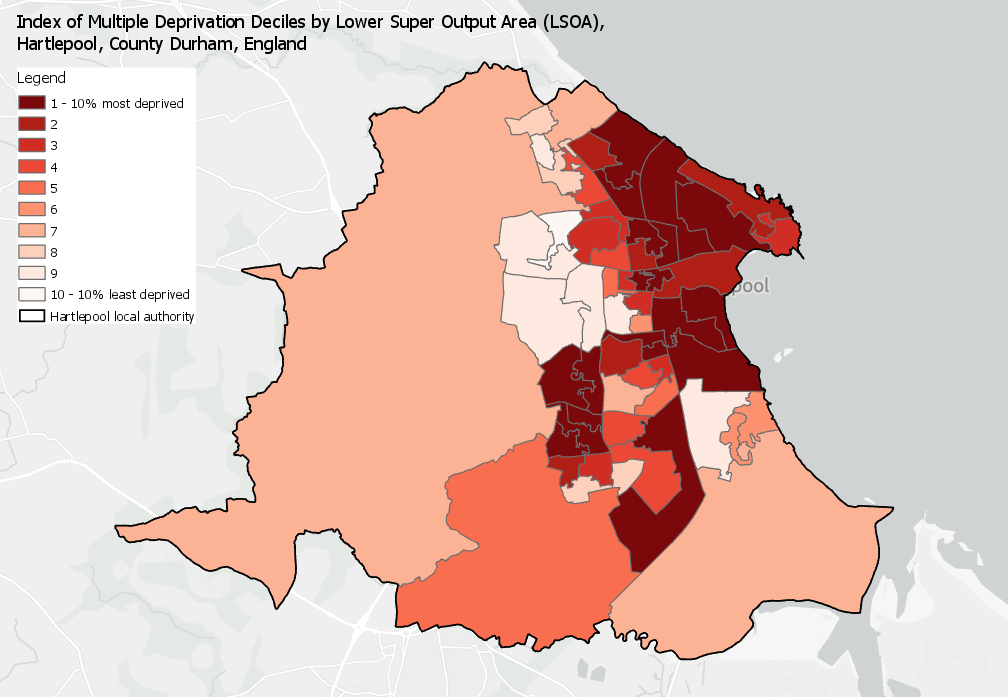 Index of Multiple Deprivation Deciles by Lower Super Output Area (LSOA),
Hartlepool, County Durham, England
Legend
1 - 10% most deprived
2
3
4
5
6
7
8
9
10 - 10% least deprived
Hartlepool local authority
pool